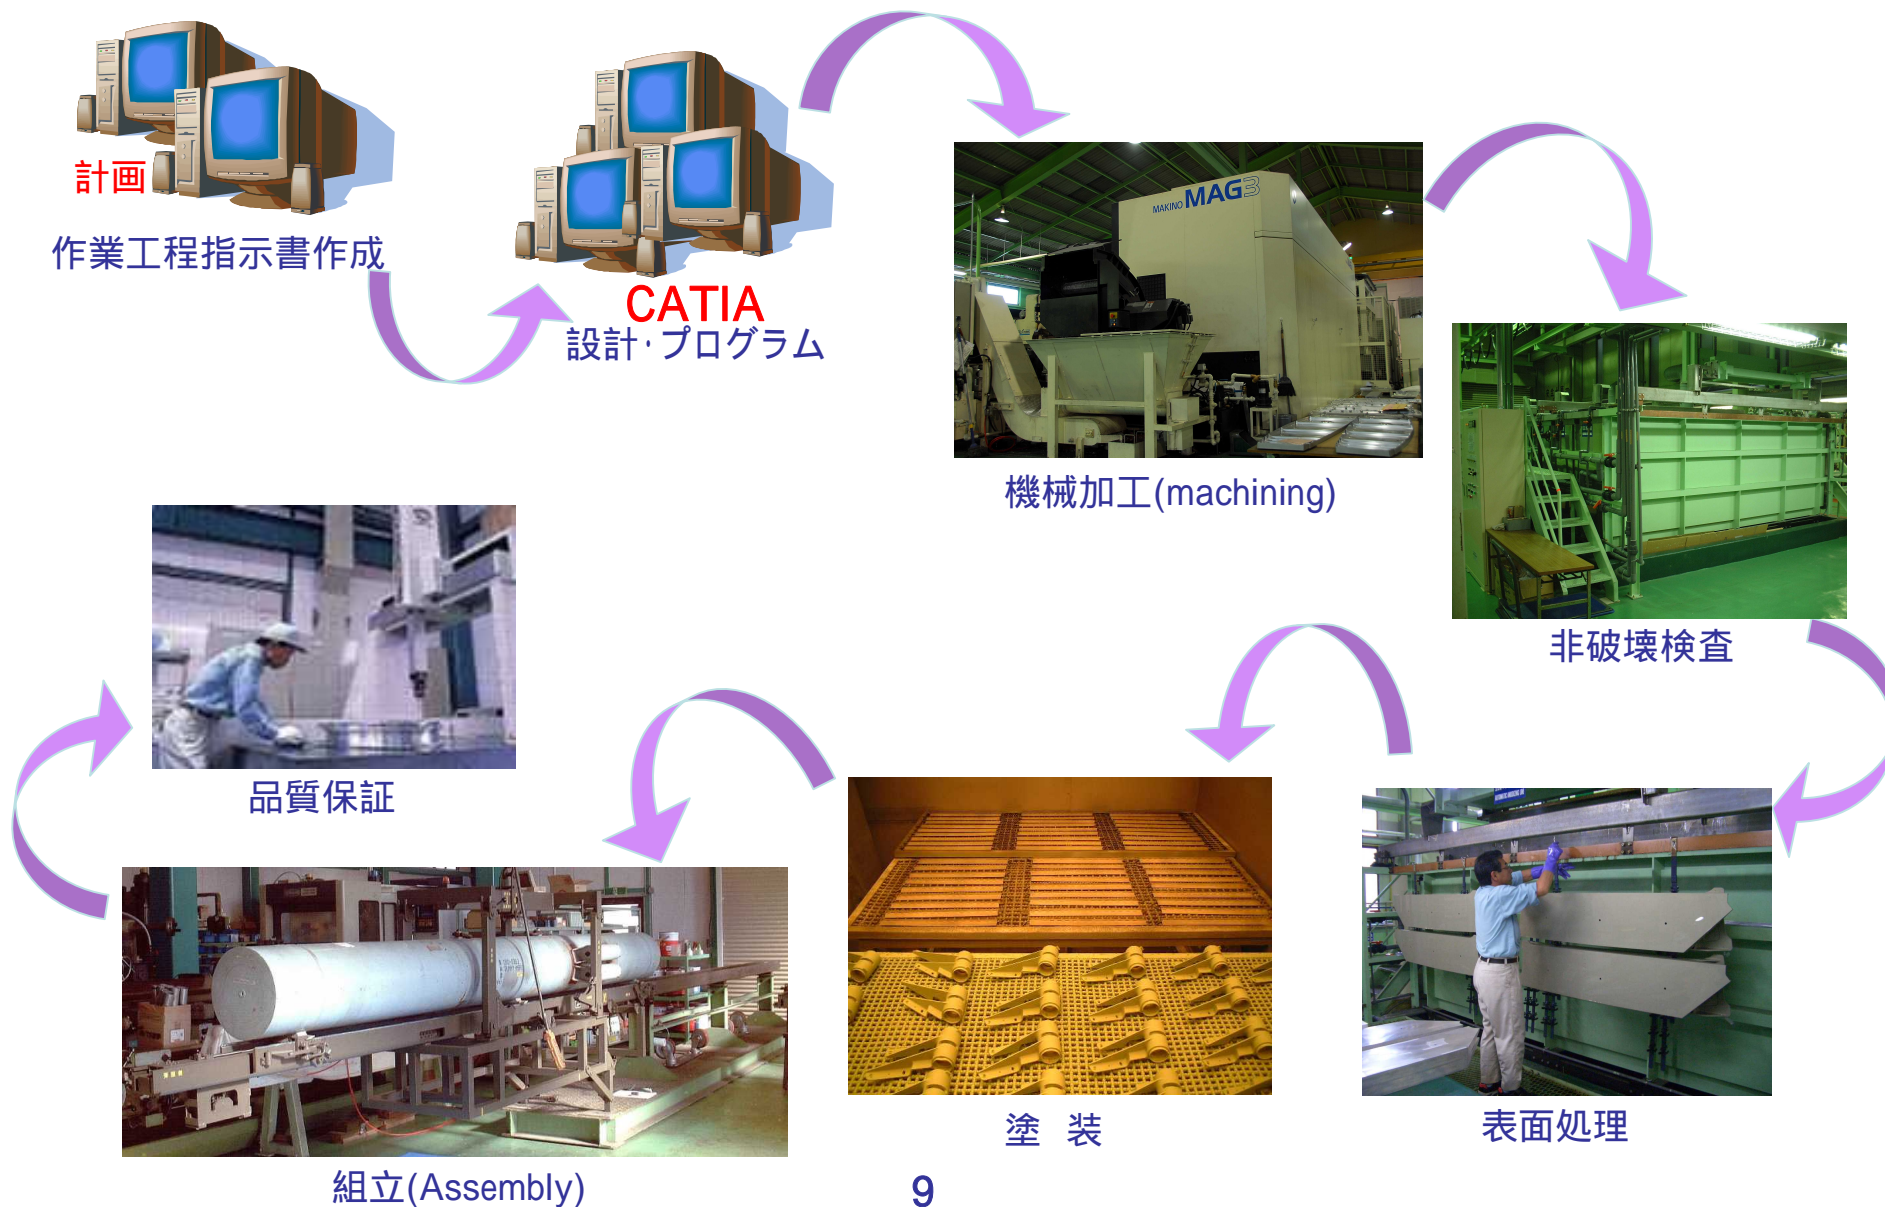 計画
作業工程指示書作成
CATIA
設計・プログラム
MAKINO MAG3
機械加工(machining)
非破壊検査
表面処理
塗 装
組立(Assembly)
品質保証
9